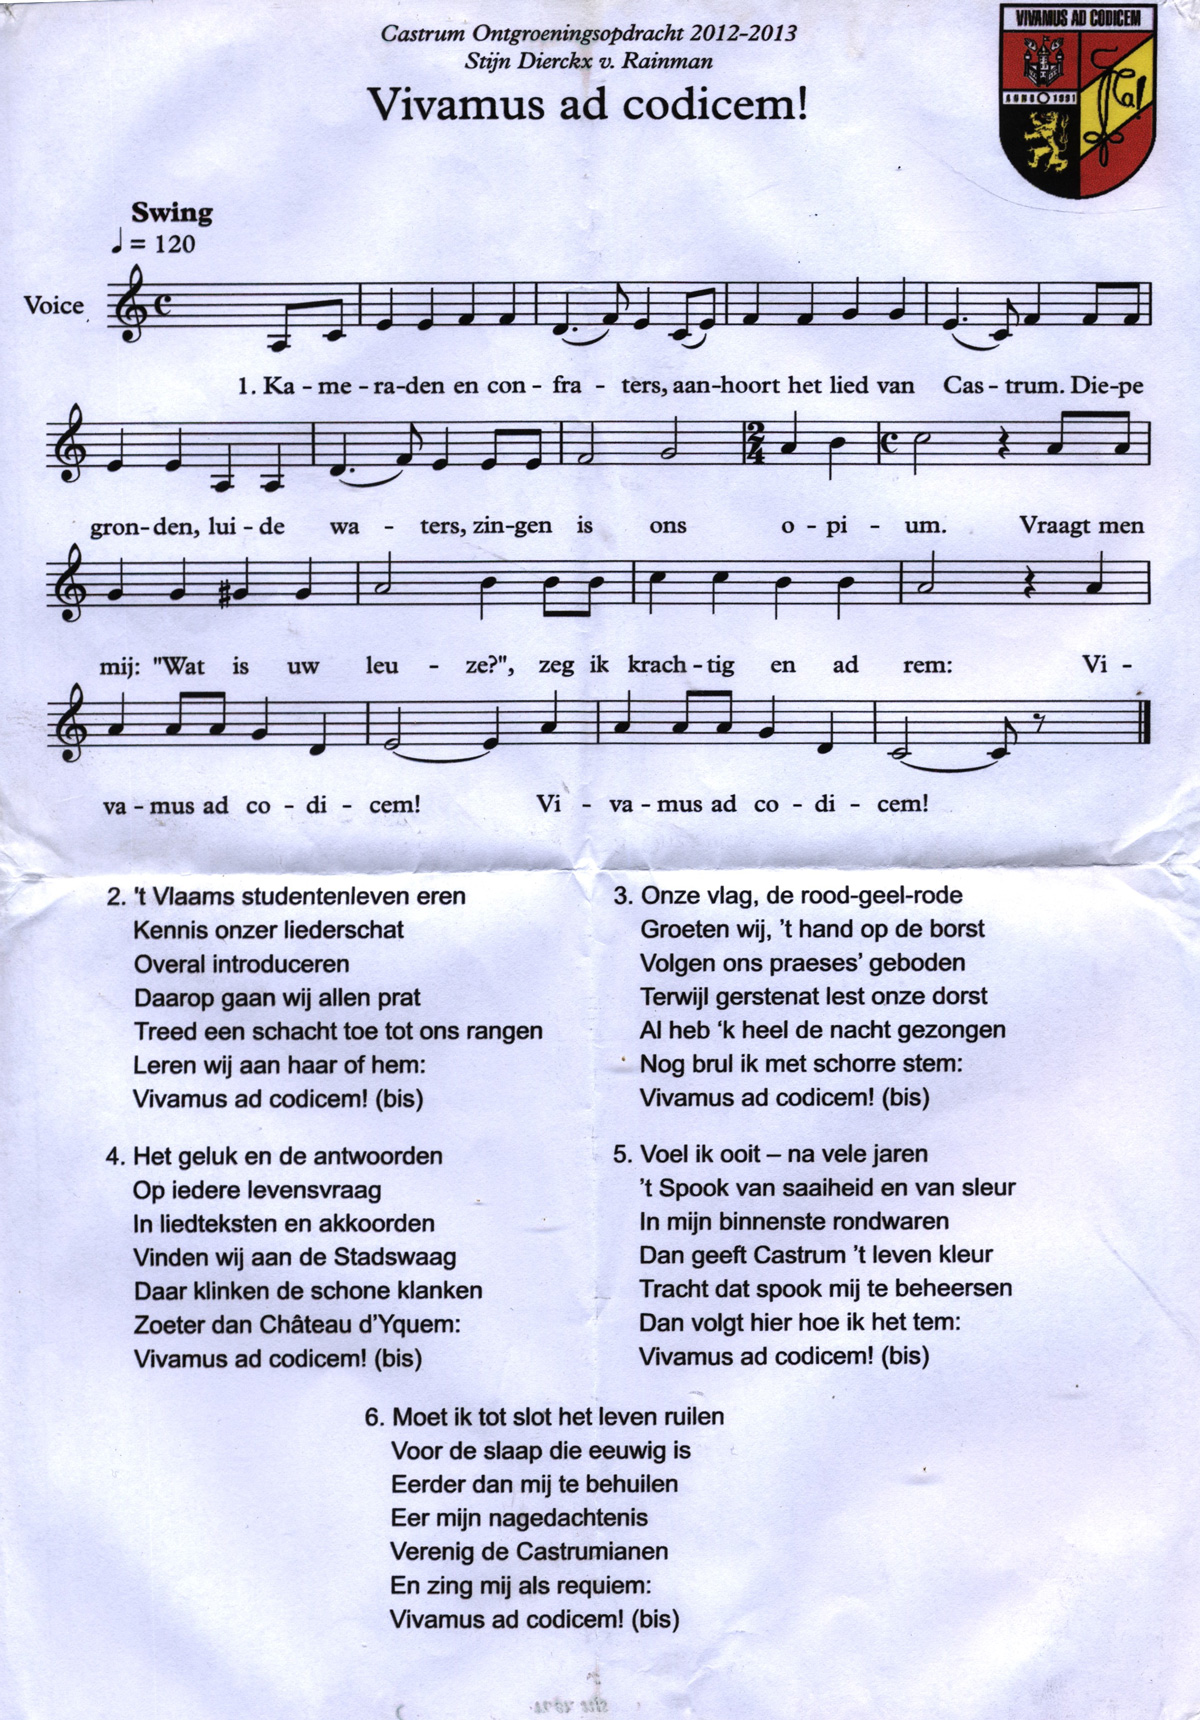 Castrum Ontgroeningsopdracht 2012-2013
Stijn Dierckx v. Rainman
Vivamus ad codicem!
VIVAMUS AD CODICEM
ANNO 1991
Swing
♩ = 120
Voice
1. Ka - me - ra-den en con - fra - ters, aan-hoort het lied van Cas - trum. Die-pe
gron-den, lui - de wa - ters, zin-gen is ons o - pi - um. Vraagt men
mij: "Wat is uw leu - ze?", zeg ik krach - tig en ad rem: Vi -
va - mus ad co - di - cem! Vi - va - mus ad co - di - cem!
2. 't Vlaams studentenleven eren
Kennis onzer liederschat
Overal introduceren
Daarop gaan wij allen prat
Treed een schacht toe tot ons rangen
Leren wij aan haar of hem:
Vivamus ad codicem! (bis)
3. Onze vlag, de rood-geel-rode
Groeten wij, ’t hand op de borst
Volgen ons praeses’ geboden
Terwijl gerstenat lest onze dorst
Al heb ‘k heel de nacht gezongen
Nog brul ik met schorre stem:
Vivamus ad codicem! (bis)
4. Het geluk en de antwoorden
Op iedere levensvraag
In liedteksten en akkoorden
Vinden wij aan de Stadswaag
Daar klinken de schone klanken
Zoeter dan Château d’Yquem:
Vivamus ad codicem! (bis)
5. Voel ik ooit – na vele jaren
’t Spook van saaiheid en van sleur
In mijn binnenste rondwaren
Dan geeft Castrum ’t leven kleur
Tracht dat spook mij te beheersen
Dan volgt hier hoe ik het tem:
Vivamus ad codicem! (bis)
6. Moet ik tot slot het leven ruilen
Voor de slaap die eeuwig is
Eerder dan mij te behuilen
Eer mijn nagedachtenis
Verenig de Castrumianen
En zing mij als requiem:
Vivamus ad codicem! (bis)